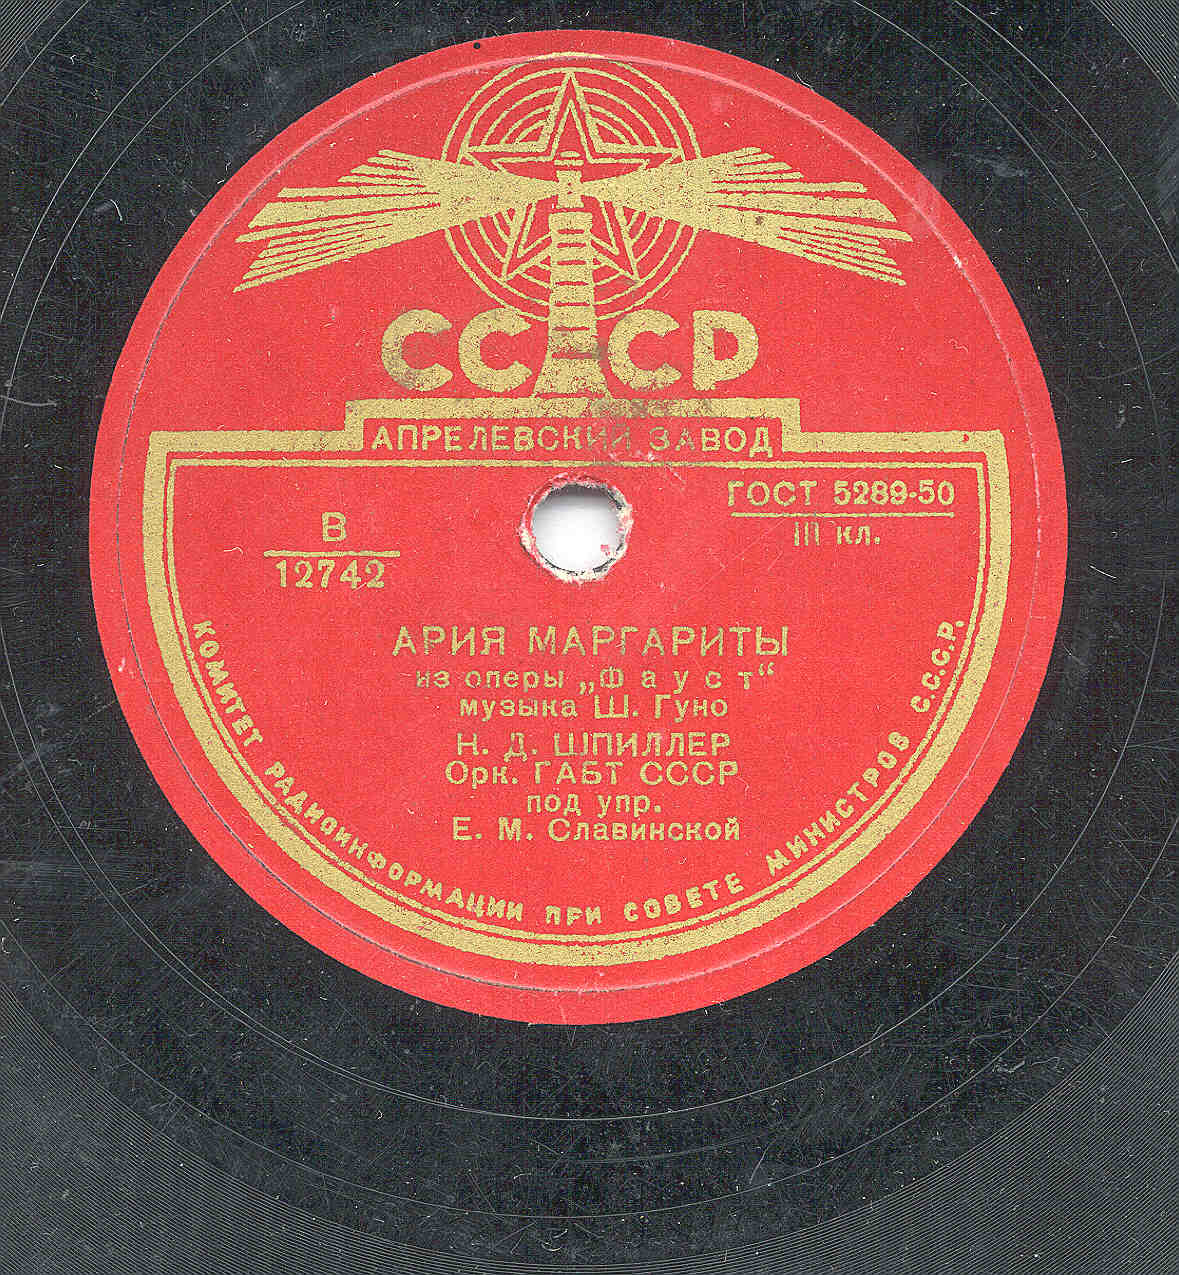 СССР
АПРЕЛЕВСКИЙ ЗАВОД
ГОСТ 5289-50
III кл.
В
12742
АРИЯ МАРГАРИТЫ
из оперы „Фауст“
музыка Ш. Гуно
Н. Д. ШПИЛЛЕР
Орк. ГАБТ СССР
под упр.
Е. М. Славинской
КОМИТЕТ РАДИОИНФОРМАЦИИ ПРИ СОВЕТЕ МИНИСТРОВ С.С.С.Р.